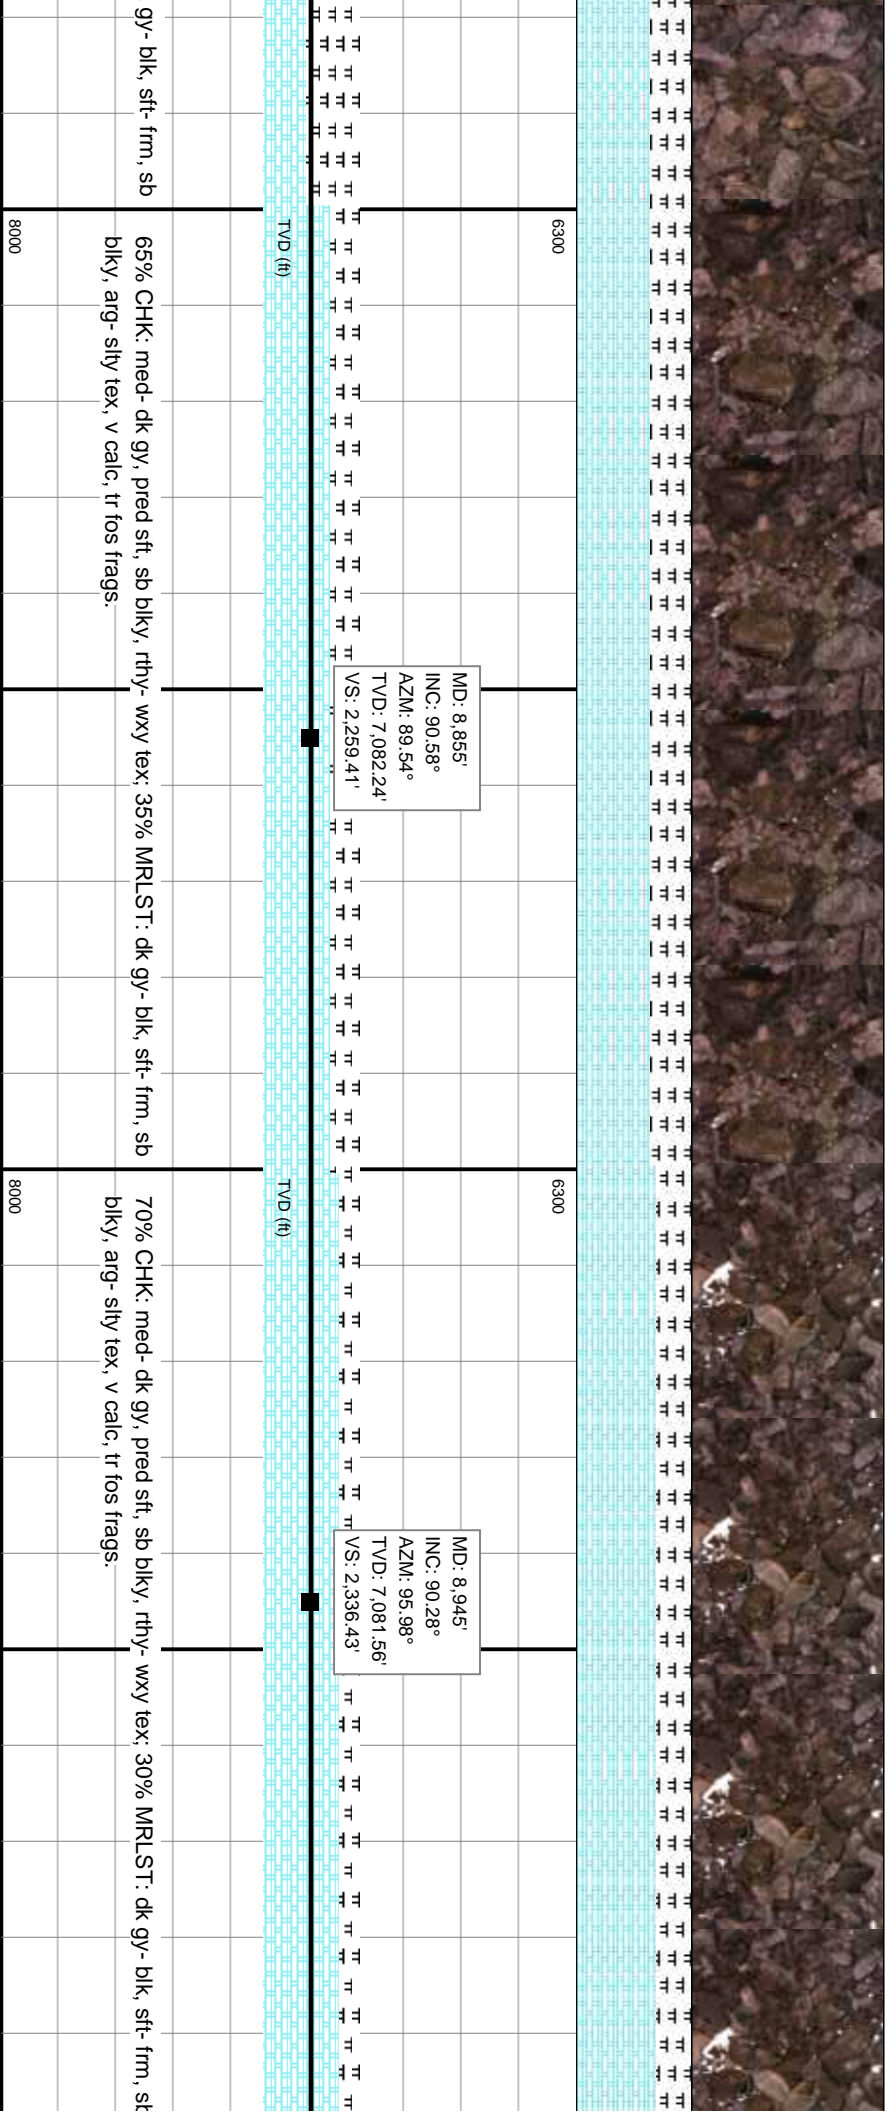 gy- blk, sft- frm, sb
6300
TVD (ft)
8000
65% CHK: med- dk gy, pred sft, sb blky, rthy- wxy tex; 35% MRLST: dk gy- blk, sft- frm, sb
blky, arg- slty tex, v calc, tr fos frags.
MD: 8,855'
INC: 90.58°
AZM: 89.54°
TVD: 7,082.24'
VS: 2,259.41'
6300
TVD (ft)
8000
70% CHK: med- dk gy, pred sft, sb blky, rthy- wxy tex; 30% MRLST: dk gy- blk, sft- frm, sb
blky, arg- slty tex, v calc, tr fos frags.
MD: 8,945'
INC: 90.28°
AZM: 95.98°
TVD: 7,081.56'
VS: 2,336.43'